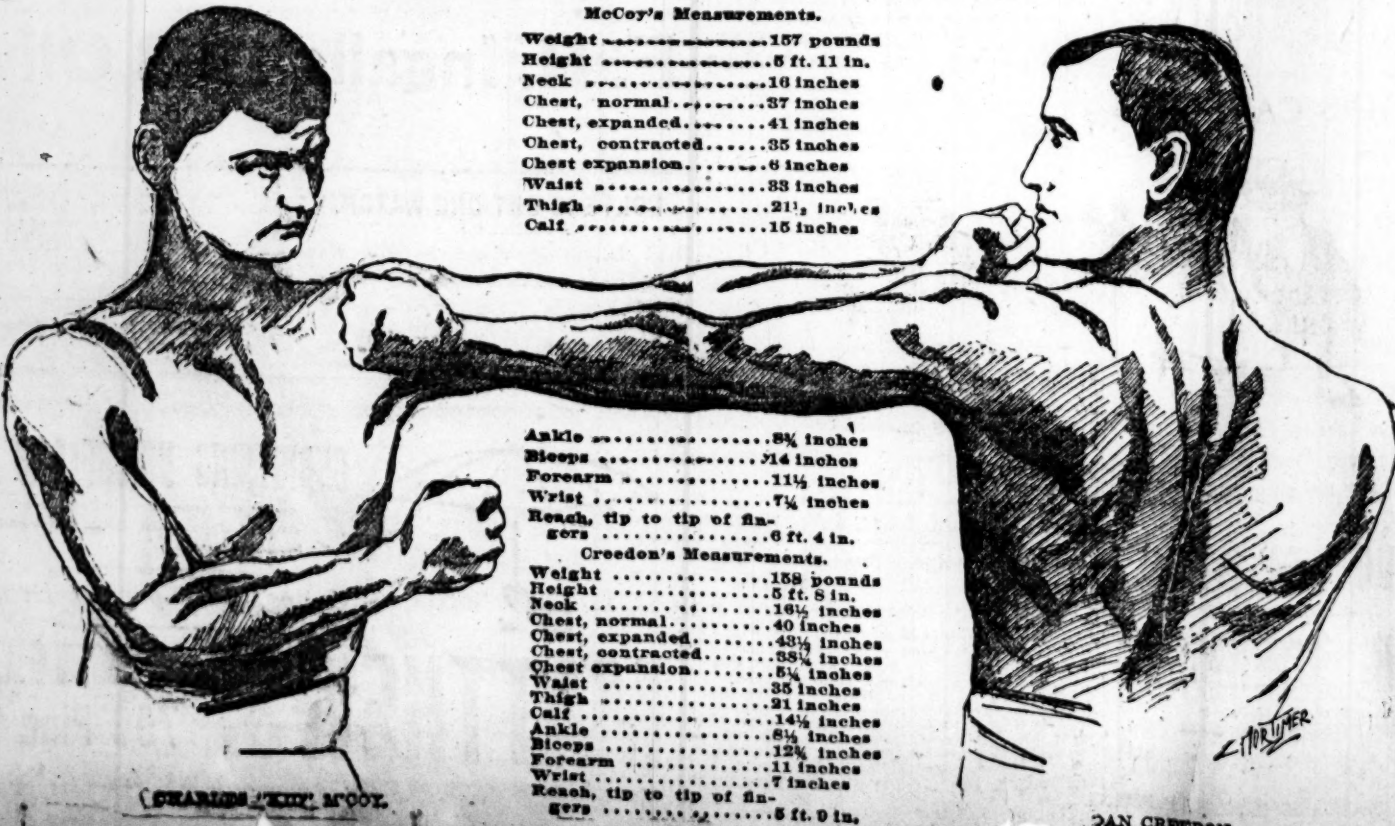 McCoy's Measurements.
Weight ..................157 pounds
Height ..................5 ft. 11 in.
Neck ..................16 inches
Chest, normal..........37 inches
Chest, expanded........41 inches
Chest, contracted......35 inches
Chest expansion........6 inches
Waist ..................33 inches
Thigh ..................21½ inches
Calf ..................15 inches
Ankle ..................8¾ inches
Biceps ..................14 inches
Forearm ................11½ inches
Wrist ..................7¼ inches
Reach, tip to tip of fin-
gers ..................6 ft. 4 in.
Creedon's Measurements.
Weight ..................158 pounds
Height ..................5 ft. 8 in.
Neck ..................16½ inches
Chest, normal..........40 inches
Chest, expanded........43½ inches
Chest, contracted......38¼ inches
Chest expansion........5¼ inches
Waist ..................35 inches
Thigh ..................21 inches
Calf ..................14½ inches
Ankle ..................8½ inches
Biceps ..................12¾ inches
Forearm ................11 inches
Wrist ..................7 inches
Reach, tip to tip of fin-
gers ..................5 ft. 9 in.
MORTIMER
CHARLES "KID" M'COY.
DAN CREEDON